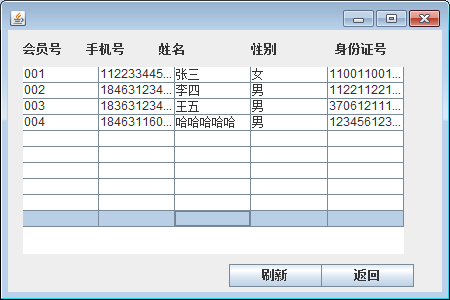 会员号 手机号 姓名 性别 身份证号
001 112233445... 张三 女 110011001...
002 184631234... 李四 男 112211221...
003 183631234... 王五 男 370612111...
004 184631160... 哈哈哈哈哈 男 123456123...
刷新 返回